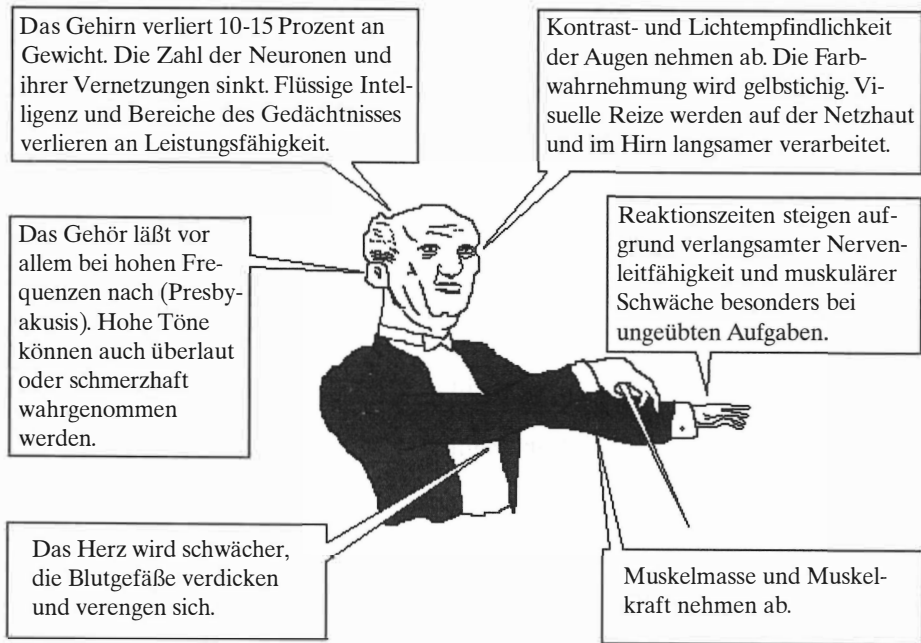 Das Gehirn verliert 10-15 Prozent an
Gewicht. Die Zahl der Neuronen und
ihrer Vernetzungen sinkt. Flüssige Intel-
ligenz und Bereiche des Gedächtnisses
verlieren an Leistungsfähigkeit.
Kontrast- und Lichtempfindlichkeit
der Augen nehmen ab. Die Farb-
wahrnehmung wird gelbstichig. Vi-
suelle Reize werden auf der Netzhaut
und im Hirn langsamer verarbeitet.
Das Gehör läßt vor
allem bei hohen Fre-
quenzen nach (Presby-
akusis). Hohe Töne
können auch überlaut
oder schmerzhaft
wahrgenommen
werden.
Reaktionszeiten steigen auf-
grund verlangsamter Nerven-
leitfähigkeit und muskulärer
Schwäche besonders bei
ungeübten Aufgaben.
Das Herz wird schwächer,
die Blutgefäße verdicken
und verengen sich.
Muskelmasse und Muskel-
kraft nehmen ab.